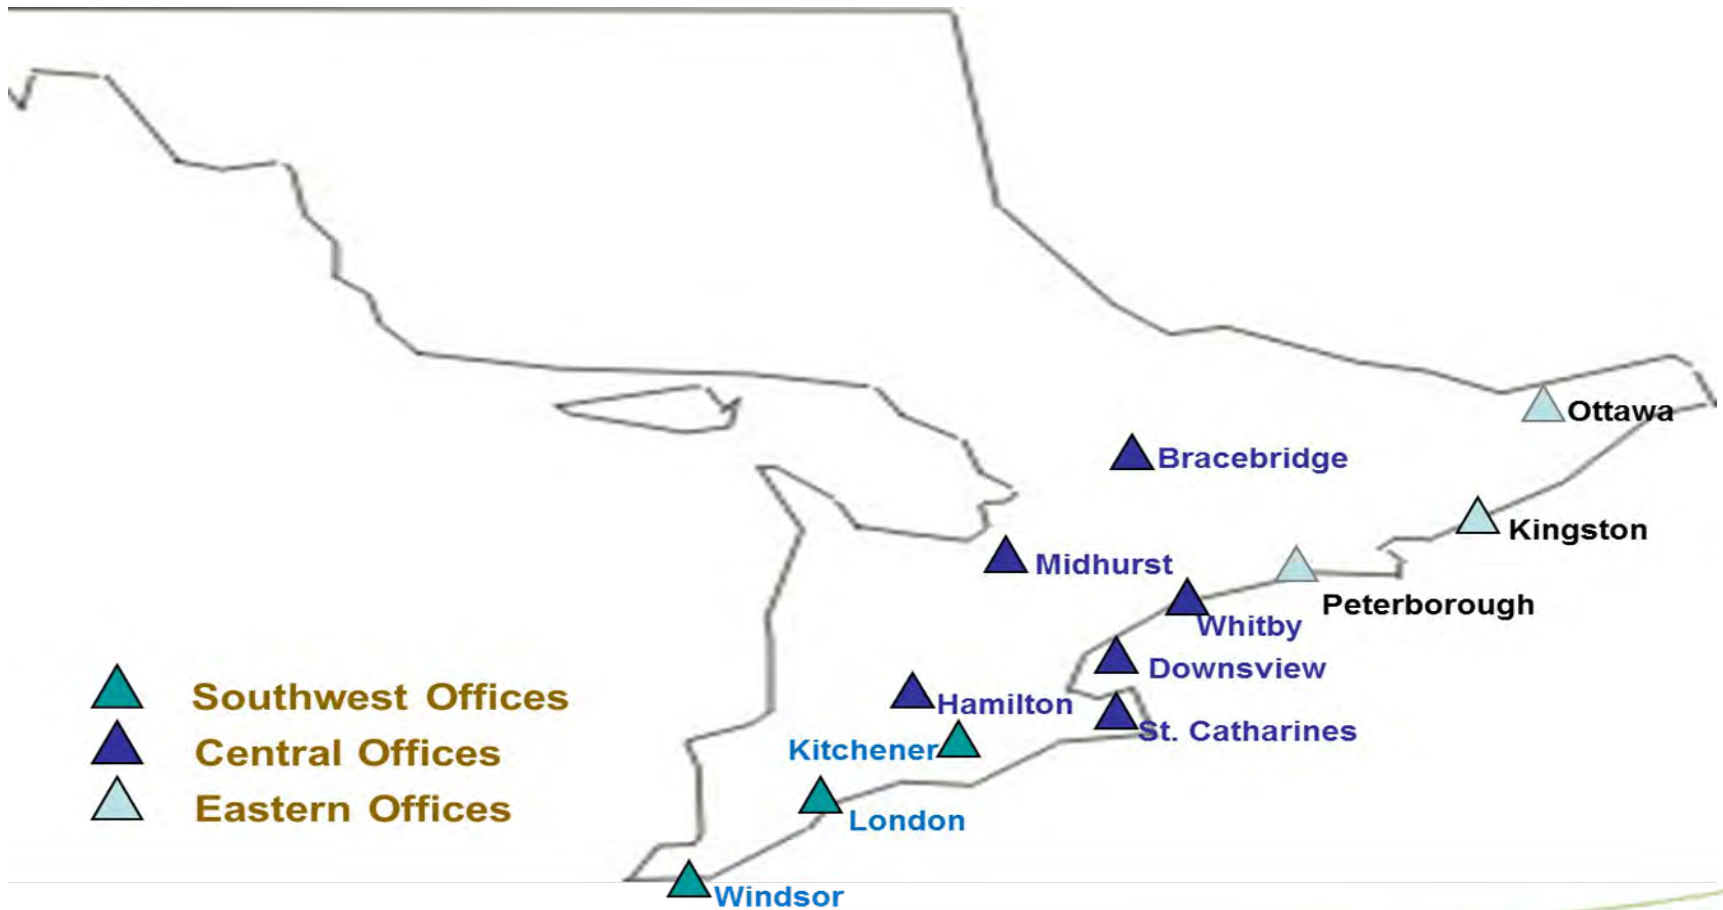 Ottawa
Bracebridge
Kingston
Midhurst
Peterborough
Whitby
Downsview
Southwest Offices
Hamilton
St. Catharines
Central Offices
Kitchener
Eastern Offices
London
Windsor